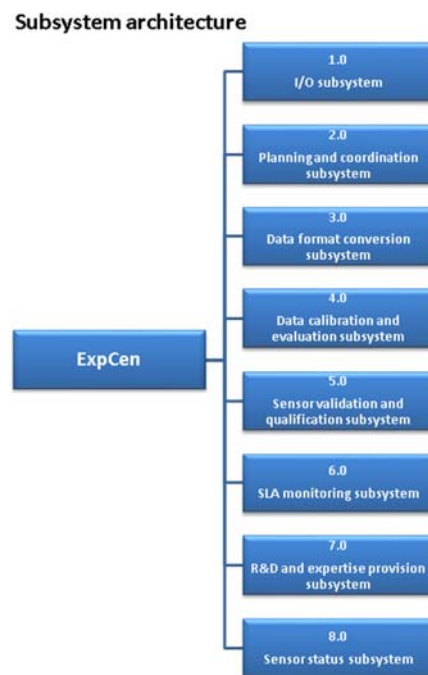 Subsystem architecture
1.0
I/O subsystem
2.0
Planning and coordination
subsystem
3.0
Data format conversion
subsystem
4.0
Data calibration and
evaluation subsystem
ExpCen
5.0
Sensor validation and
qualification subsystem
6.0
SLA monitoring subsystem
7.0
R&D and expertise provision
subsystem
8.0
Sensor status subsystem